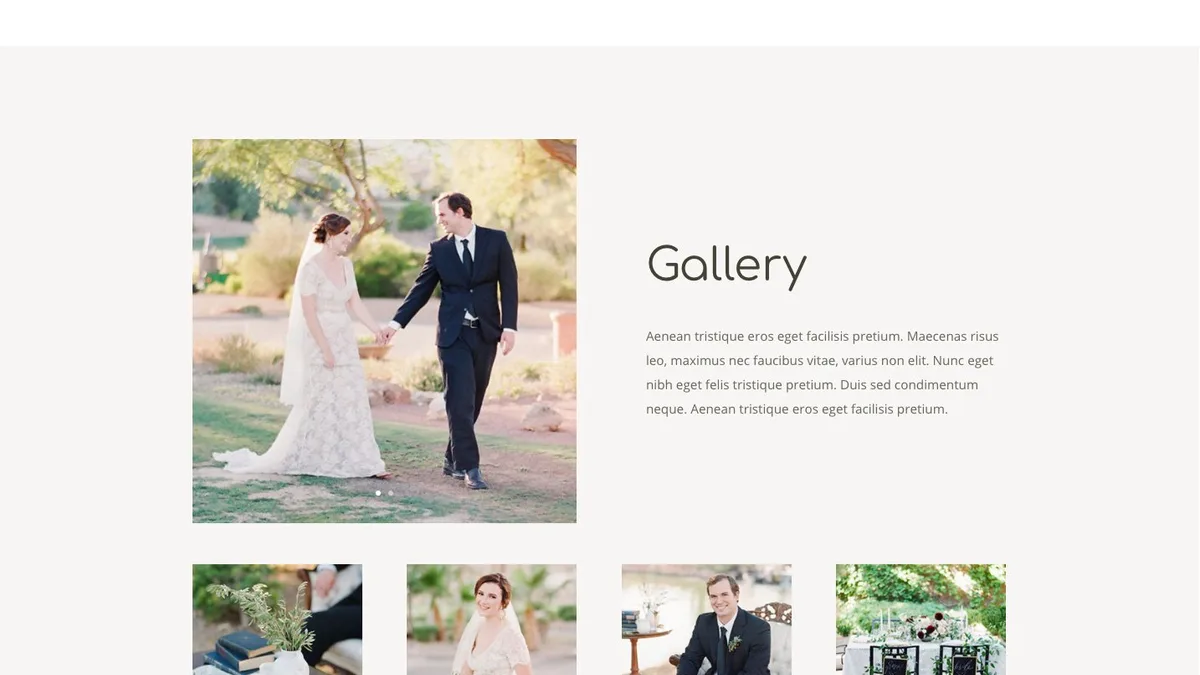 Gallery
Aenean tristique eros eget facilisis pretium. Maecenas risus
leo, maximus nec faucibus vitae, varius non elit. Nunc eget
nibh eget felis tristique pretium. Duis sed condimentum
neque. Aenean tristique eros eget facilisis pretium.